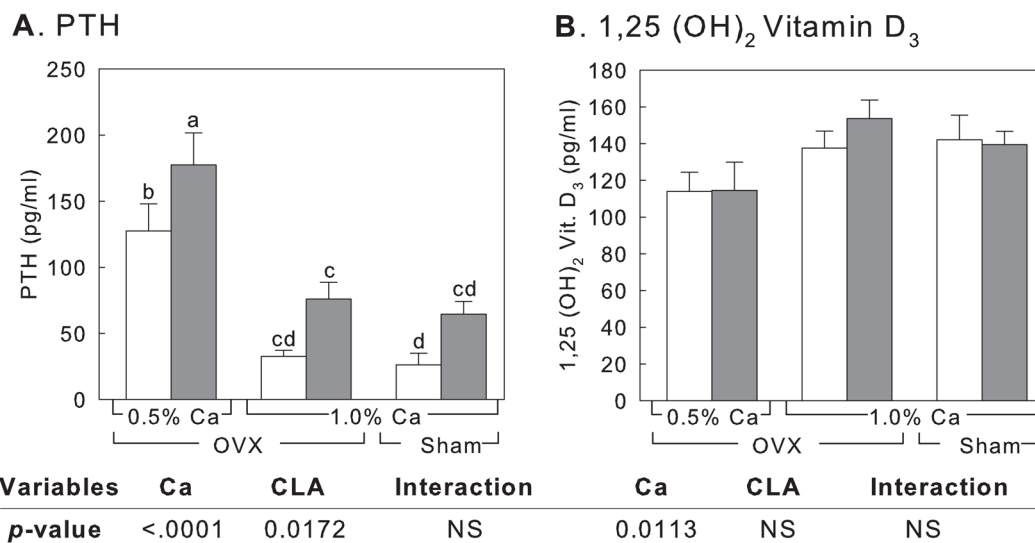 A. PTH
250
200
150
100
50
0
PTH (pg/ml)
b
a
cd
c
d
cd
0.5% Ca
1.0% Ca
OVX
Sham
B. 1,25 (OH)2 Vitamin D3
180
160
140
120
100
80
60
40
20
0
1,25 (OH)2 Vit. D3 (pg/ml)
0.5% Ca
1.0% Ca
OVX
Sham
Variables Ca CLA Interaction Ca CLA Interaction
p-value <.0001 0.0172 NS 0.0113 NS NS